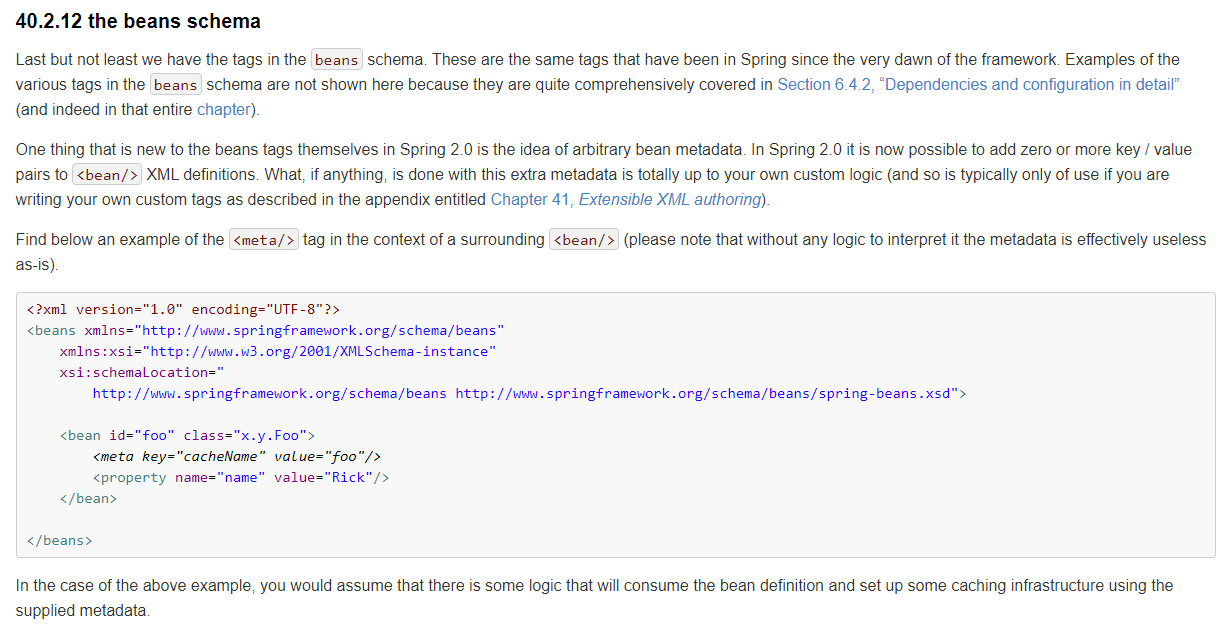 40.2.12 the beans schema
Last but not least we have the tags in the beans schema. These are the same tags that have been in Spring since the very dawn of the framework. Examples of the
various tags in the beans schema are not shown here because they are quite comprehensively covered in Section 6.4.2, “Dependencies and configuration in detail”
(and indeed in that entire chapter).
One thing that is new to the beans tags themselves in Spring 2.0 is the idea of arbitrary bean metadata. In Spring 2.0 it is now possible to add zero or more key / value
pairs to <bean/> XML definitions. What, if anything, is done with this extra metadata is totally up to your own custom logic (and so is typically only of use if you are
writing your own custom tags as described in the appendix entitled Chapter 41, Extensible XML authoring).
Find below an example of the <meta/> tag in the context of a surrounding <bean/> (please note that without any logic to interpret it the metadata is effectively useless
as-is).
<?xml version="1.0" encoding="UTF-8"?>
<beans xmlns="http://www.springframework.org/schema/beans"
    xmlns:xsi="http://www.w3.org/2001/XMLSchema-instance"
    xsi:schemaLocation="
        http://www.springframework.org/schema/beans http://www.springframework.org/schema/beans/spring-beans.xsd">
    <bean id="foo" class="x.y.Foo">
        <meta key="cacheName" value="foo"/>
        <property name="name" value="Rick"/>
    </bean>
</beans>
In the case of the above example, you would assume that there is some logic that will consume the bean definition and set up some caching infrastructure using the
supplied metadata.